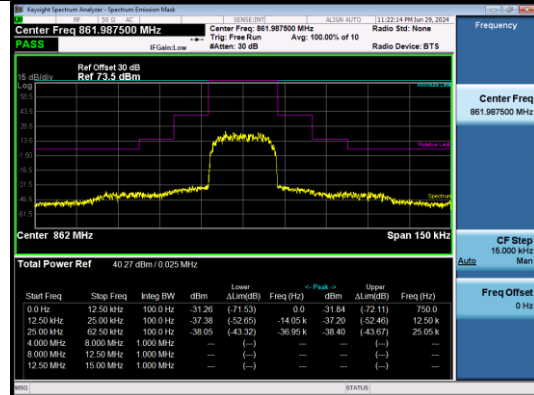 Keysight Spectrum Analyzer - Spectrum Emission Mask
RF 50 Ω AC SENSE:INT ALIGN AUTO 11:22:14 PM Jun 29, 2024
Center Freq 861.987500 MHz
Center Freq: 861.987500 MHz Radio Std: None
PASS
Trig: Free Run Avg: 100.00% of 10
IFGain:Low #Atten: 30 dB Radio Device: BTS
Ref Offset 30 dB
15 dB/div Ref 73.5 dBm
Log
Absolute Limit
58.5
43.5
28.5
13.5
Relative Limit
-1.50
-16.5
-31.5
Spectrum
-46.5
-61.5
Center 862 MHz Span 150 kHz
Total Power Ref 40.27 dBm / 0.025 MHz
Lower <- Peak -> Upper
Start Freq Stop Freq Integ BW dBm ΔLim(dB) Freq (Hz) dBm ΔLim(dB) Freq (Hz)
0.0 Hz 12.50 kHz 100.0 Hz -31.26 (-71.53) 0.0 -31.84 (-72.11) 750.0
12.50 kHz 25.00 kHz 100.0 Hz -37.38 (-52.65) -14.05 k -37.20 (-52.46) 12.50 k
25.00 kHz 62.50 kHz 100.0 Hz -38.05 (-43.32) -36.95 k -38.40 (-43.67) 25.05 k
4.000 MHz 8.000 MHz 1.000 MHz --- (---) --- --- (---) ---
8.000 MHz 12.50 MHz 1.000 MHz --- (---) --- --- (---) ---
12.50 MHz 15.00 MHz 1.000 MHz --- (---) --- --- (---) ---
MSG STATUS
Frequency
Center Freq
861.987500 MHz
CF Step
15.000 kHz
Auto Man
Freq Offset
0 Hz